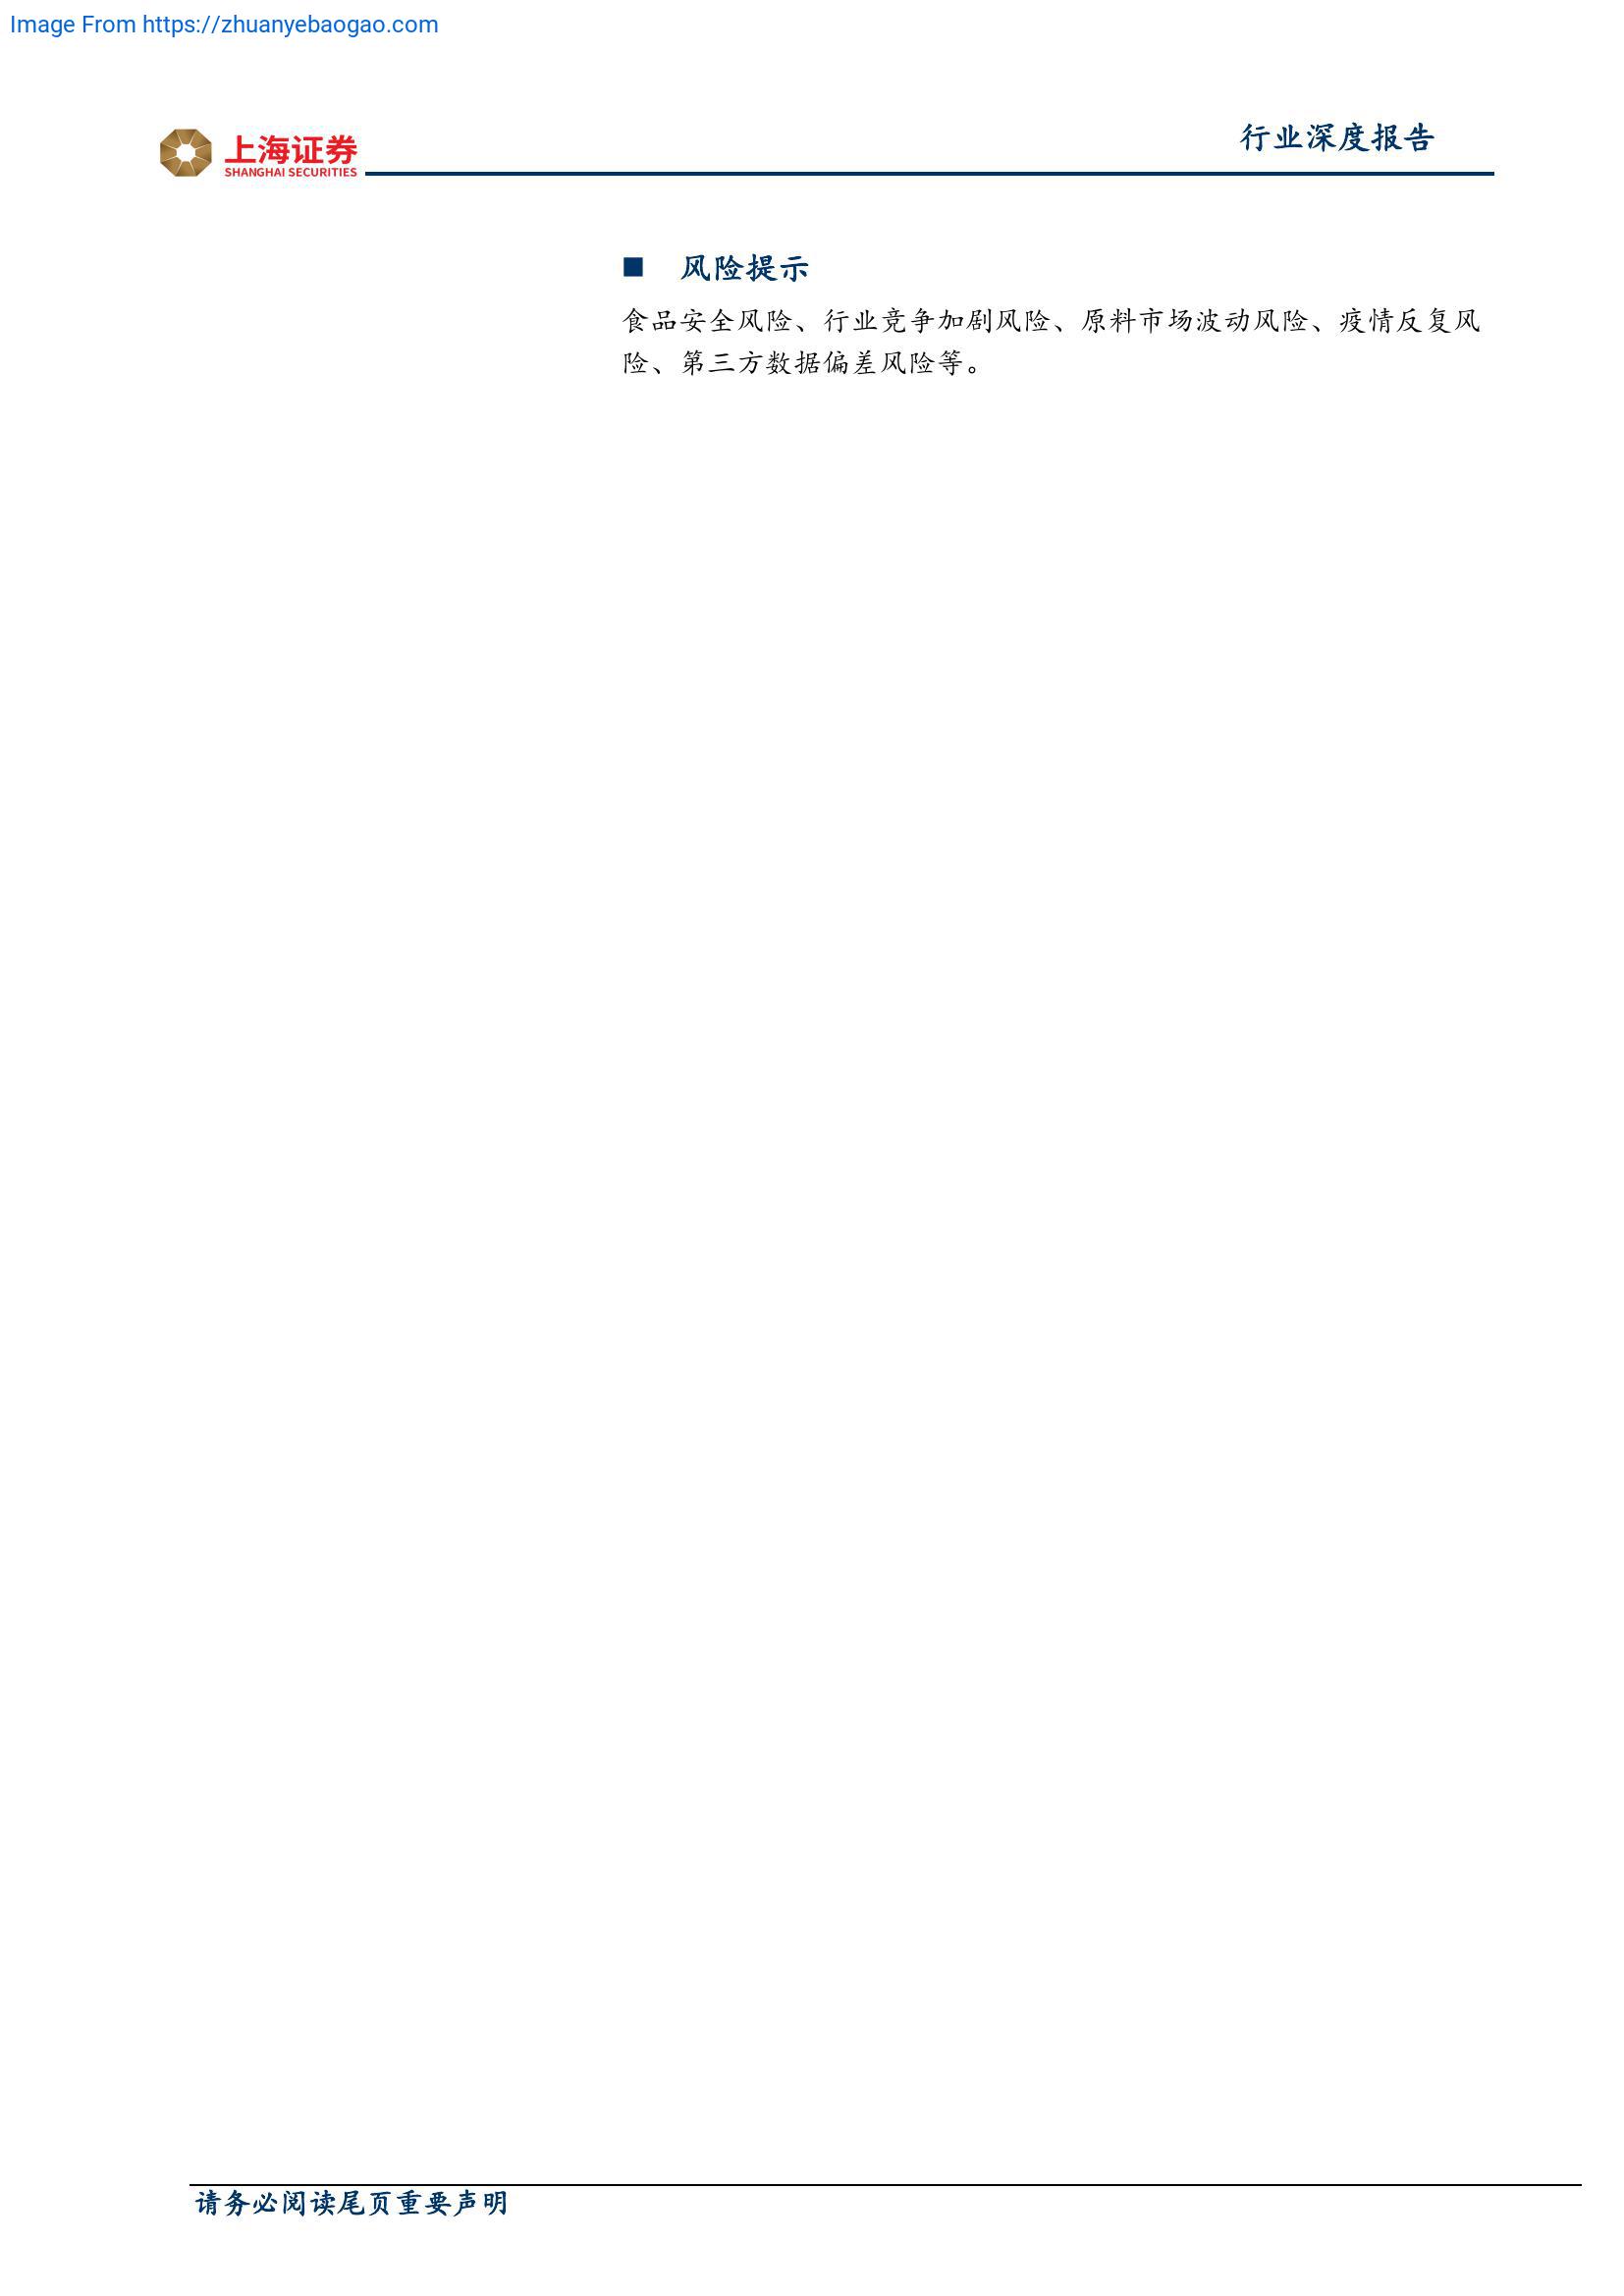 Image From https://zhuanyebaogao.com
上海证券
SHANGHAI SECURITIES
行业深度报告
■ 风险提示
食品安全风险、行业竞争加剧风险、原料市场波动风险、疫情反复风
险、第三方数据偏差风险等。
请务必阅读尾页重要声明